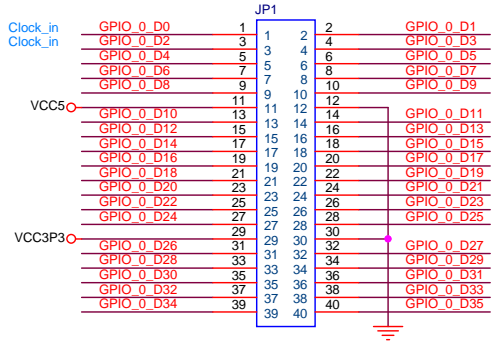 JP1
Clock_in GPIO_0_D0 1 1 2 2 GPIO_0_D1
Clock_in GPIO_0_D2 3 3 4 4 GPIO_0_D3
GPIO_0_D4 5 5 6 6 GPIO_0_D5
GPIO_0_D6 7 7 8 8 GPIO_0_D7
GPIO_0_D8 9 9 10 10 GPIO_0_D9
VCC5 11 11 12 12
GPIO_0_D10 13 13 14 14 GPIO_0_D11
GPIO_0_D12 15 15 16 16 GPIO_0_D13
GPIO_0_D14 17 17 18 18 GPIO_0_D15
GPIO_0_D16 19 19 20 20 GPIO_0_D17
GPIO_0_D18 21 21 22 22 GPIO_0_D19
GPIO_0_D20 23 23 24 24 GPIO_0_D21
GPIO_0_D22 25 25 26 26 GPIO_0_D23
GPIO_0_D24 27 27 28 28 GPIO_0_D25
VCC3P3 29 29 30 30
GPIO_0_D26 31 31 32 32 GPIO_0_D27
GPIO_0_D28 33 33 34 34 GPIO_0_D29
GPIO_0_D30 35 35 36 36 GPIO_0_D31
GPIO_0_D32 37 37 38 38 GPIO_0_D33
GPIO_0_D34 39 39 40 40 GPIO_0_D35